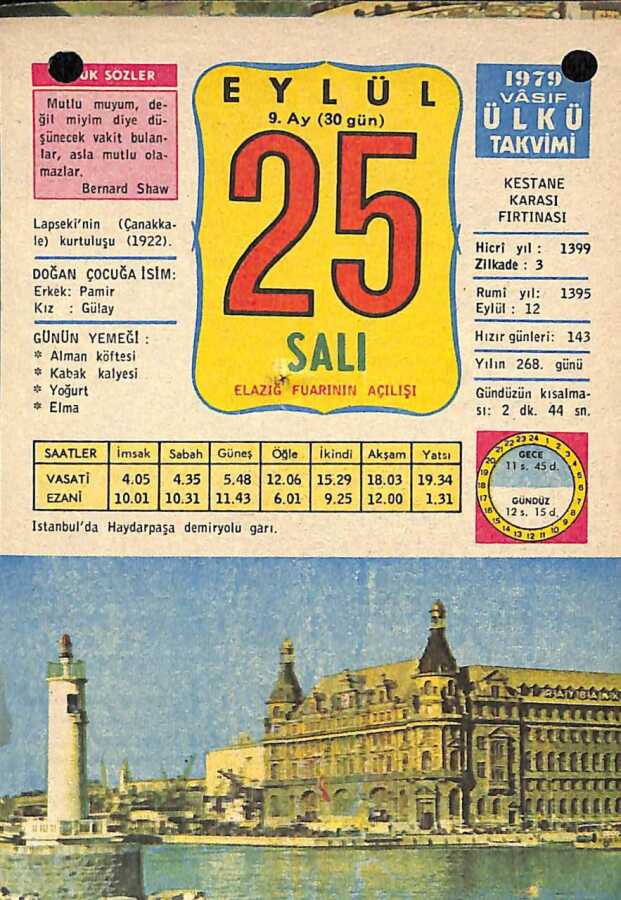 UK SÖZLER
Mutlu muyum, de-
ğil miyim diye dü-
şünecek vakit bulan-
lar, asla mutlu ola-
mazlar.
Bernard Shaw
Lapseki'nin (Çanakka-
le) kurtuluşu (1922).
DOĞAN ÇOCUĞA İSİM:
Erkek: Pamir
Kız : Gülay
GÜNÜN YEMEĞİ :
* Alman köftesi
* Kabak kalyesi
* Yoğurt
* Elma
EYLÜL
9. Ay (30 gün)
25
SALI
ELAZIĞ FUARININ AÇILIŞI
1979
VÂSIF
ÜLKÜ
TAKVİMİ
KESTANE
KARASI
FIRTINASI
Hicrî yıl : 1399
Zilkade : 3
Rumî yıl: 1395
Eylül : 12
Hızır günleri: 143
Yılın 268. günü
Gündüzün kısalma-
sı: 2 dk. 44 sn.
SAATLER İmsak Sabah Güneş Öğle İkindi Akşam Yatsı
VASATİ 4.05 4.35 5.48 12.06 15.29 18.03 19.34
EZANİ 10.01 10.31 11.43 6.01 9.25 12.00 1.31
GECE
11 s. 45 d.
GÜNDÜZ
12 s. 15 d.
İstanbul'da Haydarpaşa demiryolu garı.